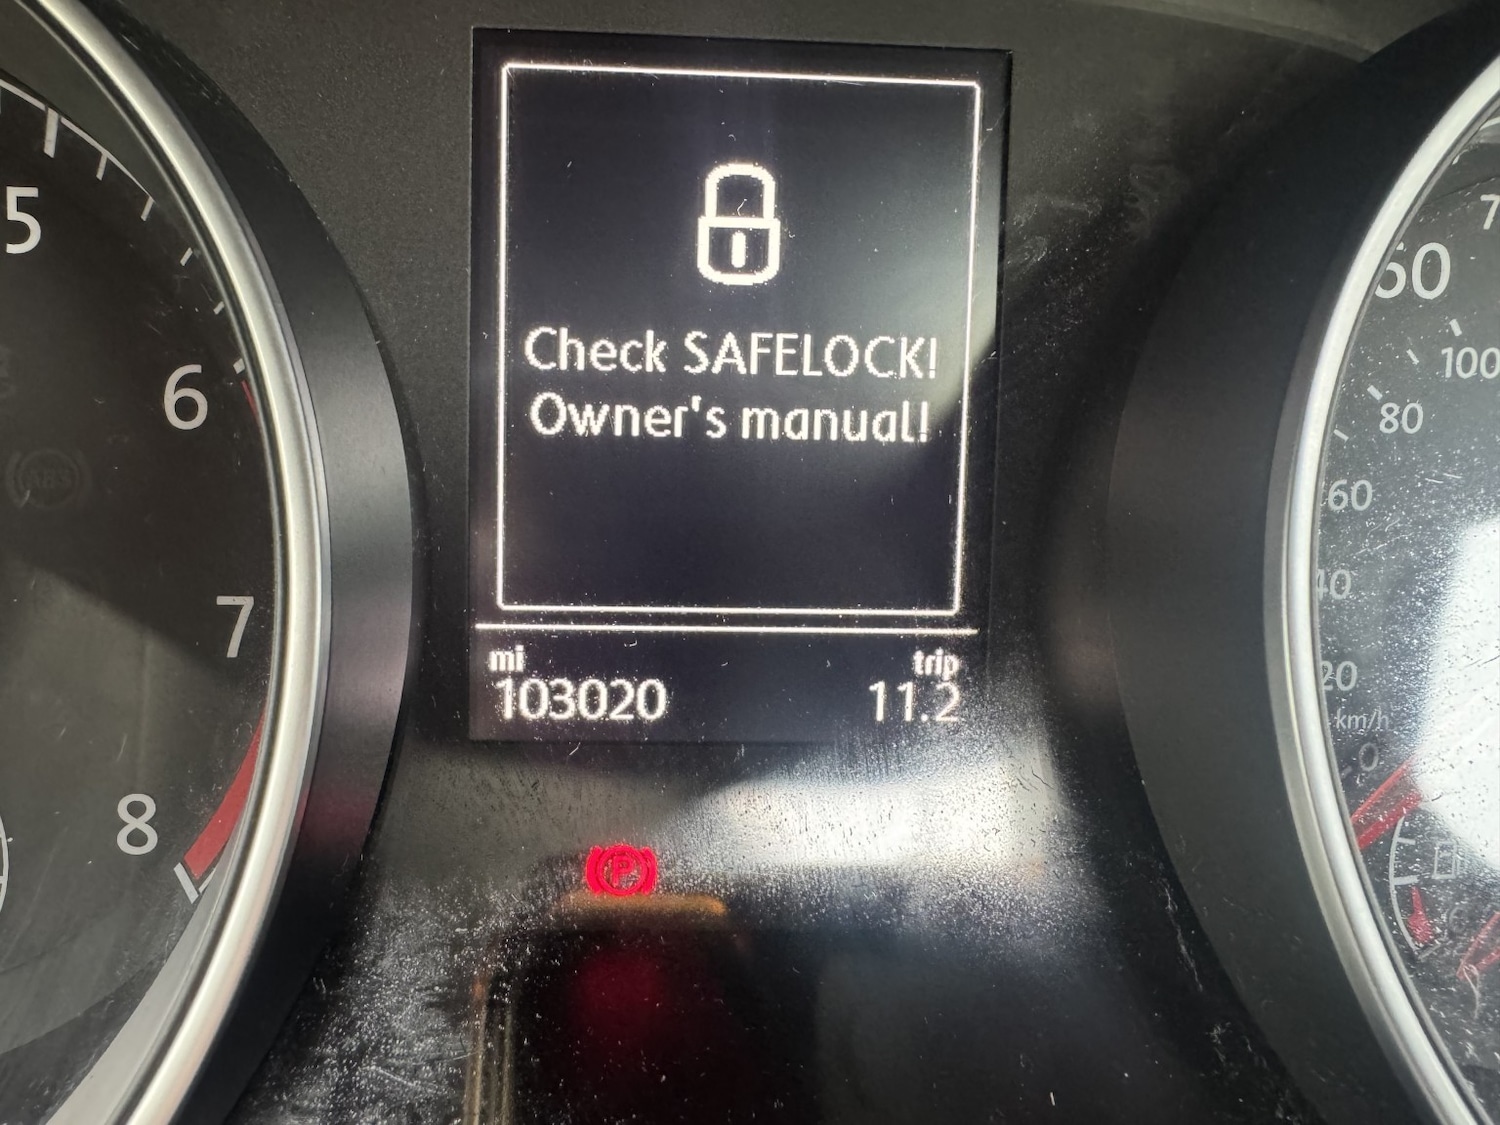 5
6
7
8
Check SAFELOCK!
Owner's manual!
mi
trip
103020
11.2
P
ABS
100
80
60
40
20
km/h
0